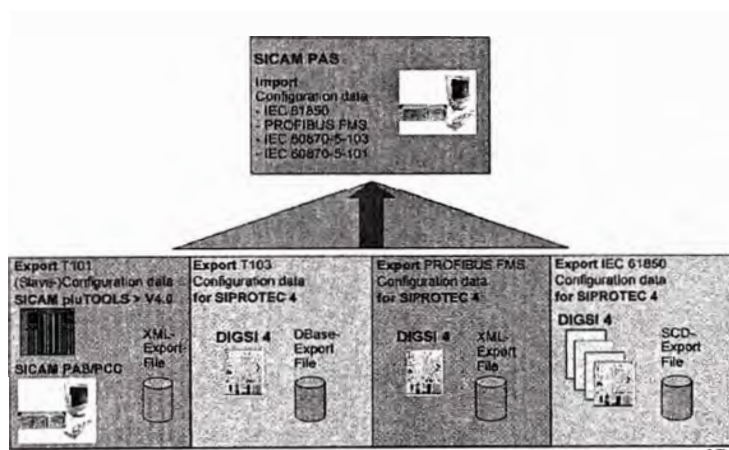 SICAM PAS
Import
Configuration data
- IEC 61850
- PROFIBUS FMS
- IEC 60870-5-103
- IEC 60870-5-101
Export T101
(Slave-)Configuration data
SICAM pluTOOLS > V4.0
XML-
Export-
File
SICAM PAS/PCC
Export T103
Configuration data
for SIPROTEC 4
DIGSI 4
DBase-
Export
File
Export PROFIBUS FMS
Configuration data
for SIPROTEC 4
DIGSI 4
XML-
Export
File
Export IEC 61850
Configuration data
for SIPROTEC 4
DIGSI 4
SCD-
Export
File